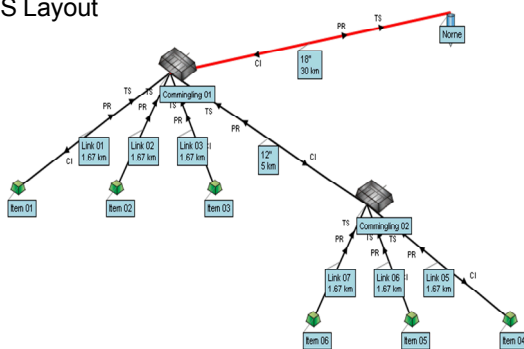 S Layout
PR
TS
Norne
CI
18"
30 km
TS
TS
TS
Commingling 01
PR
PR
PR
TS
PR
Link 01
1.67 km
Link 02
1.67 km
Link 03
1.67 km
CI
12"
5 km
CI
Item 01
Item 02
Item 03
TS
Commingling 02
PR
TS
TS
PR
PR
Link 07
1.67 km
Link 06
1.67 km
Link 05
1.67 km
CI
Item 06
Item 05
Item 04